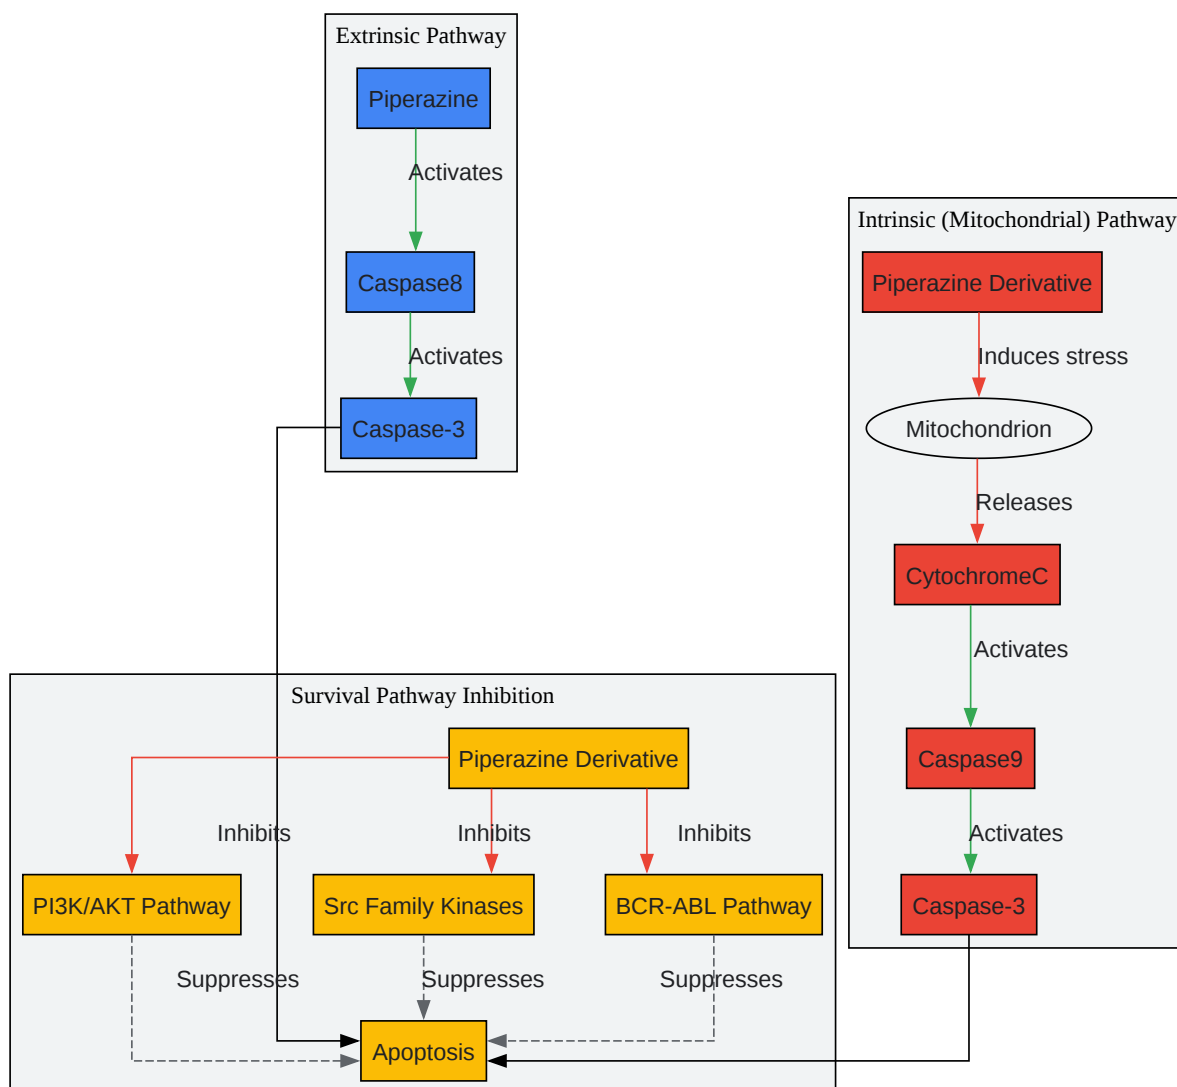 Extrinsic Pathway
Piperazine
Activates
Caspase8
Activates
Caspase-3
Intrinsic (Mitochondrial) Pathway
Piperazine Derivative
Induces stress
Mitochondrion
Releases
CytochromeC
Activates
Caspase9
Activates
Caspase-3
Survival Pathway Inhibition
Piperazine Derivative
Inhibits
Inhibits
Inhibits
PI3K/AKT Pathway
Src Family Kinases
BCR-ABL Pathway
Suppresses
Suppresses
Suppresses
Apoptosis